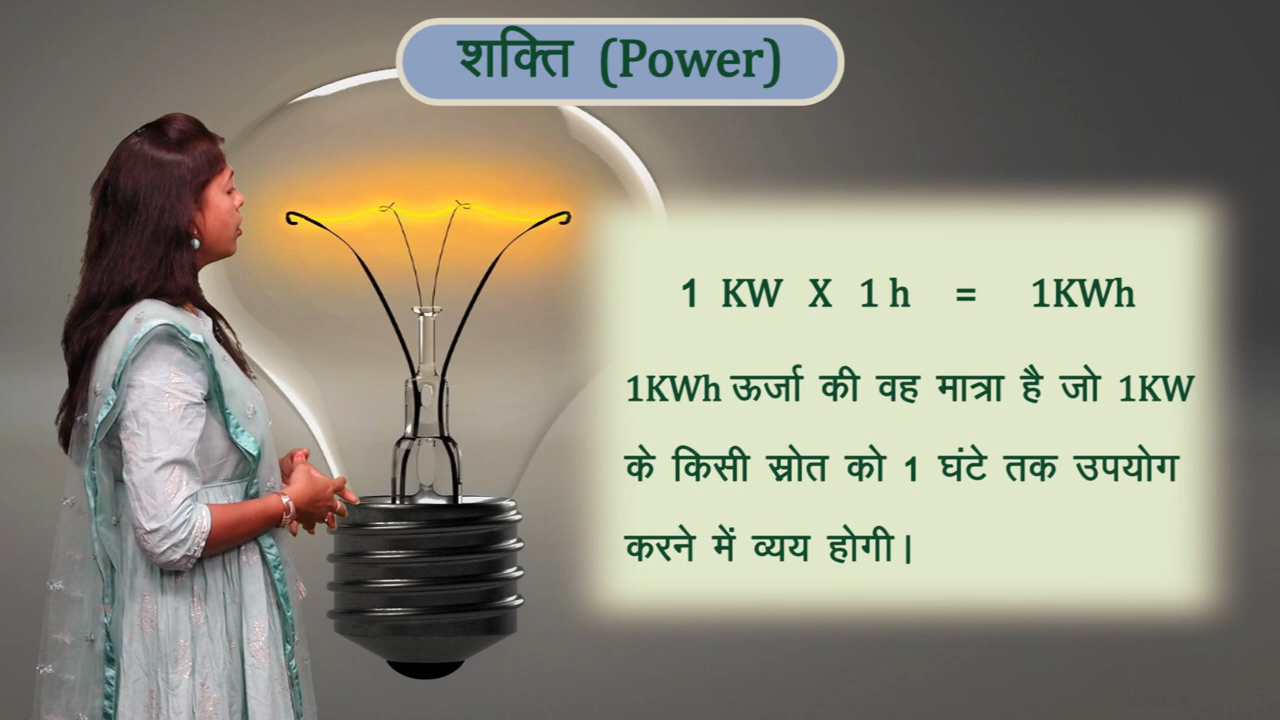 शक्ति (Power)
1 KW X 1 h = 1KWh
1KWh ऊर्जा की वह मात्रा है जो 1KW
के किसी स्रोत को 1 घंटे तक उपयोग
करने में व्यय होगी।